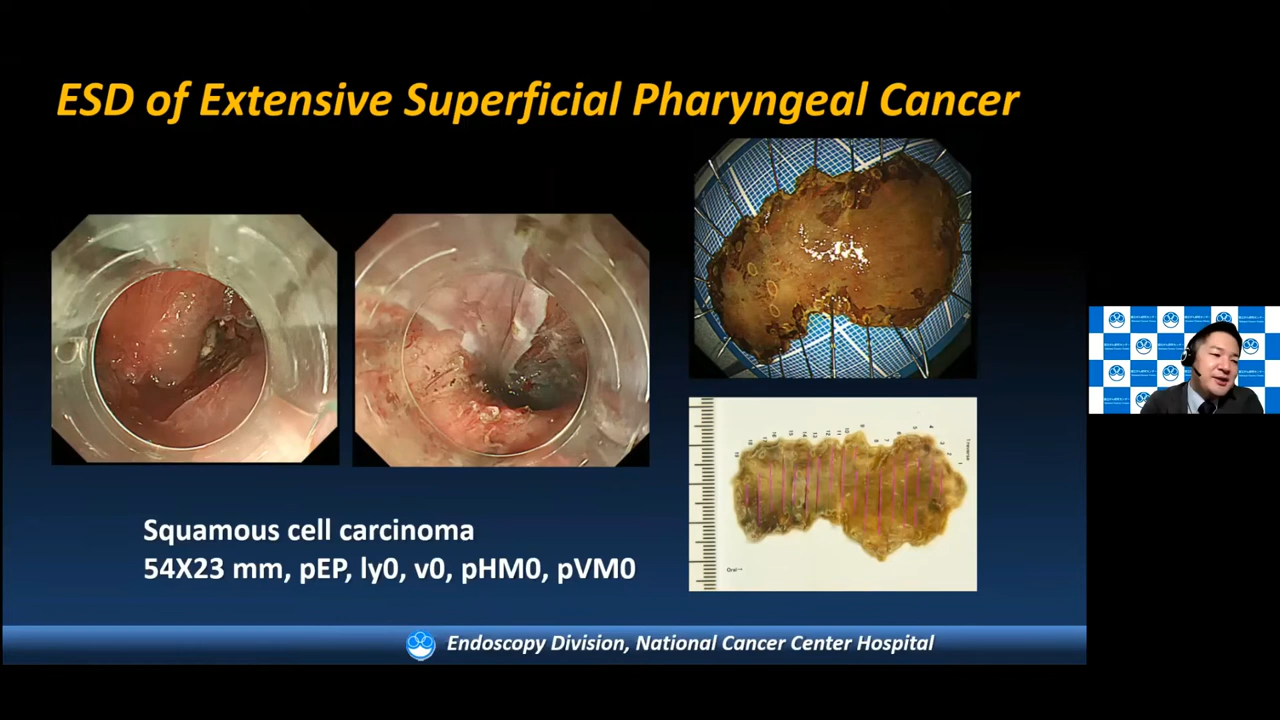 ESD of Extensive Superficial Pharyngeal Cancer
Squamous cell carcinoma
54X23 mm, pEP, ly0, v0, pHM0, pVM0
Endoscopy Division, National Cancer Center Hospital